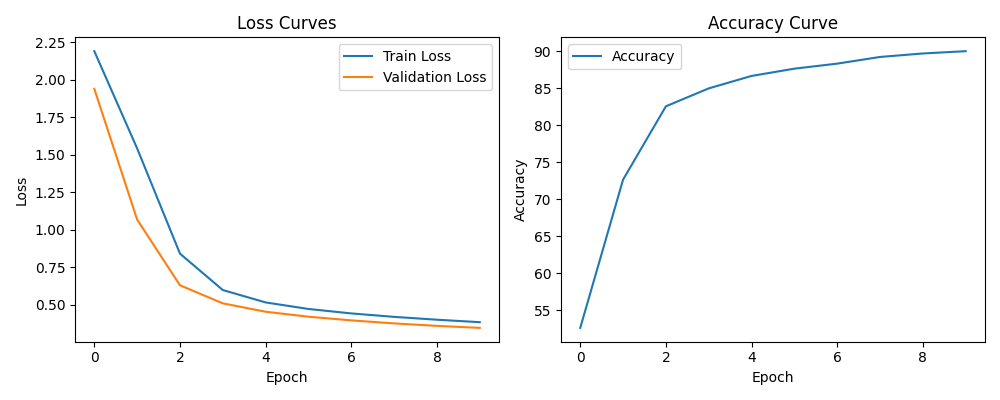 Loss Curves
2.25
2.00
1.75
1.50
1.25
1.00
0.75
0.50
Loss
Train Loss
Validation Loss
0 2 4 6 8
Epoch
Accuracy Curve
90
85
80
75
70
65
60
55
Accuracy
Accuracy
0 2 4 6 8
Epoch